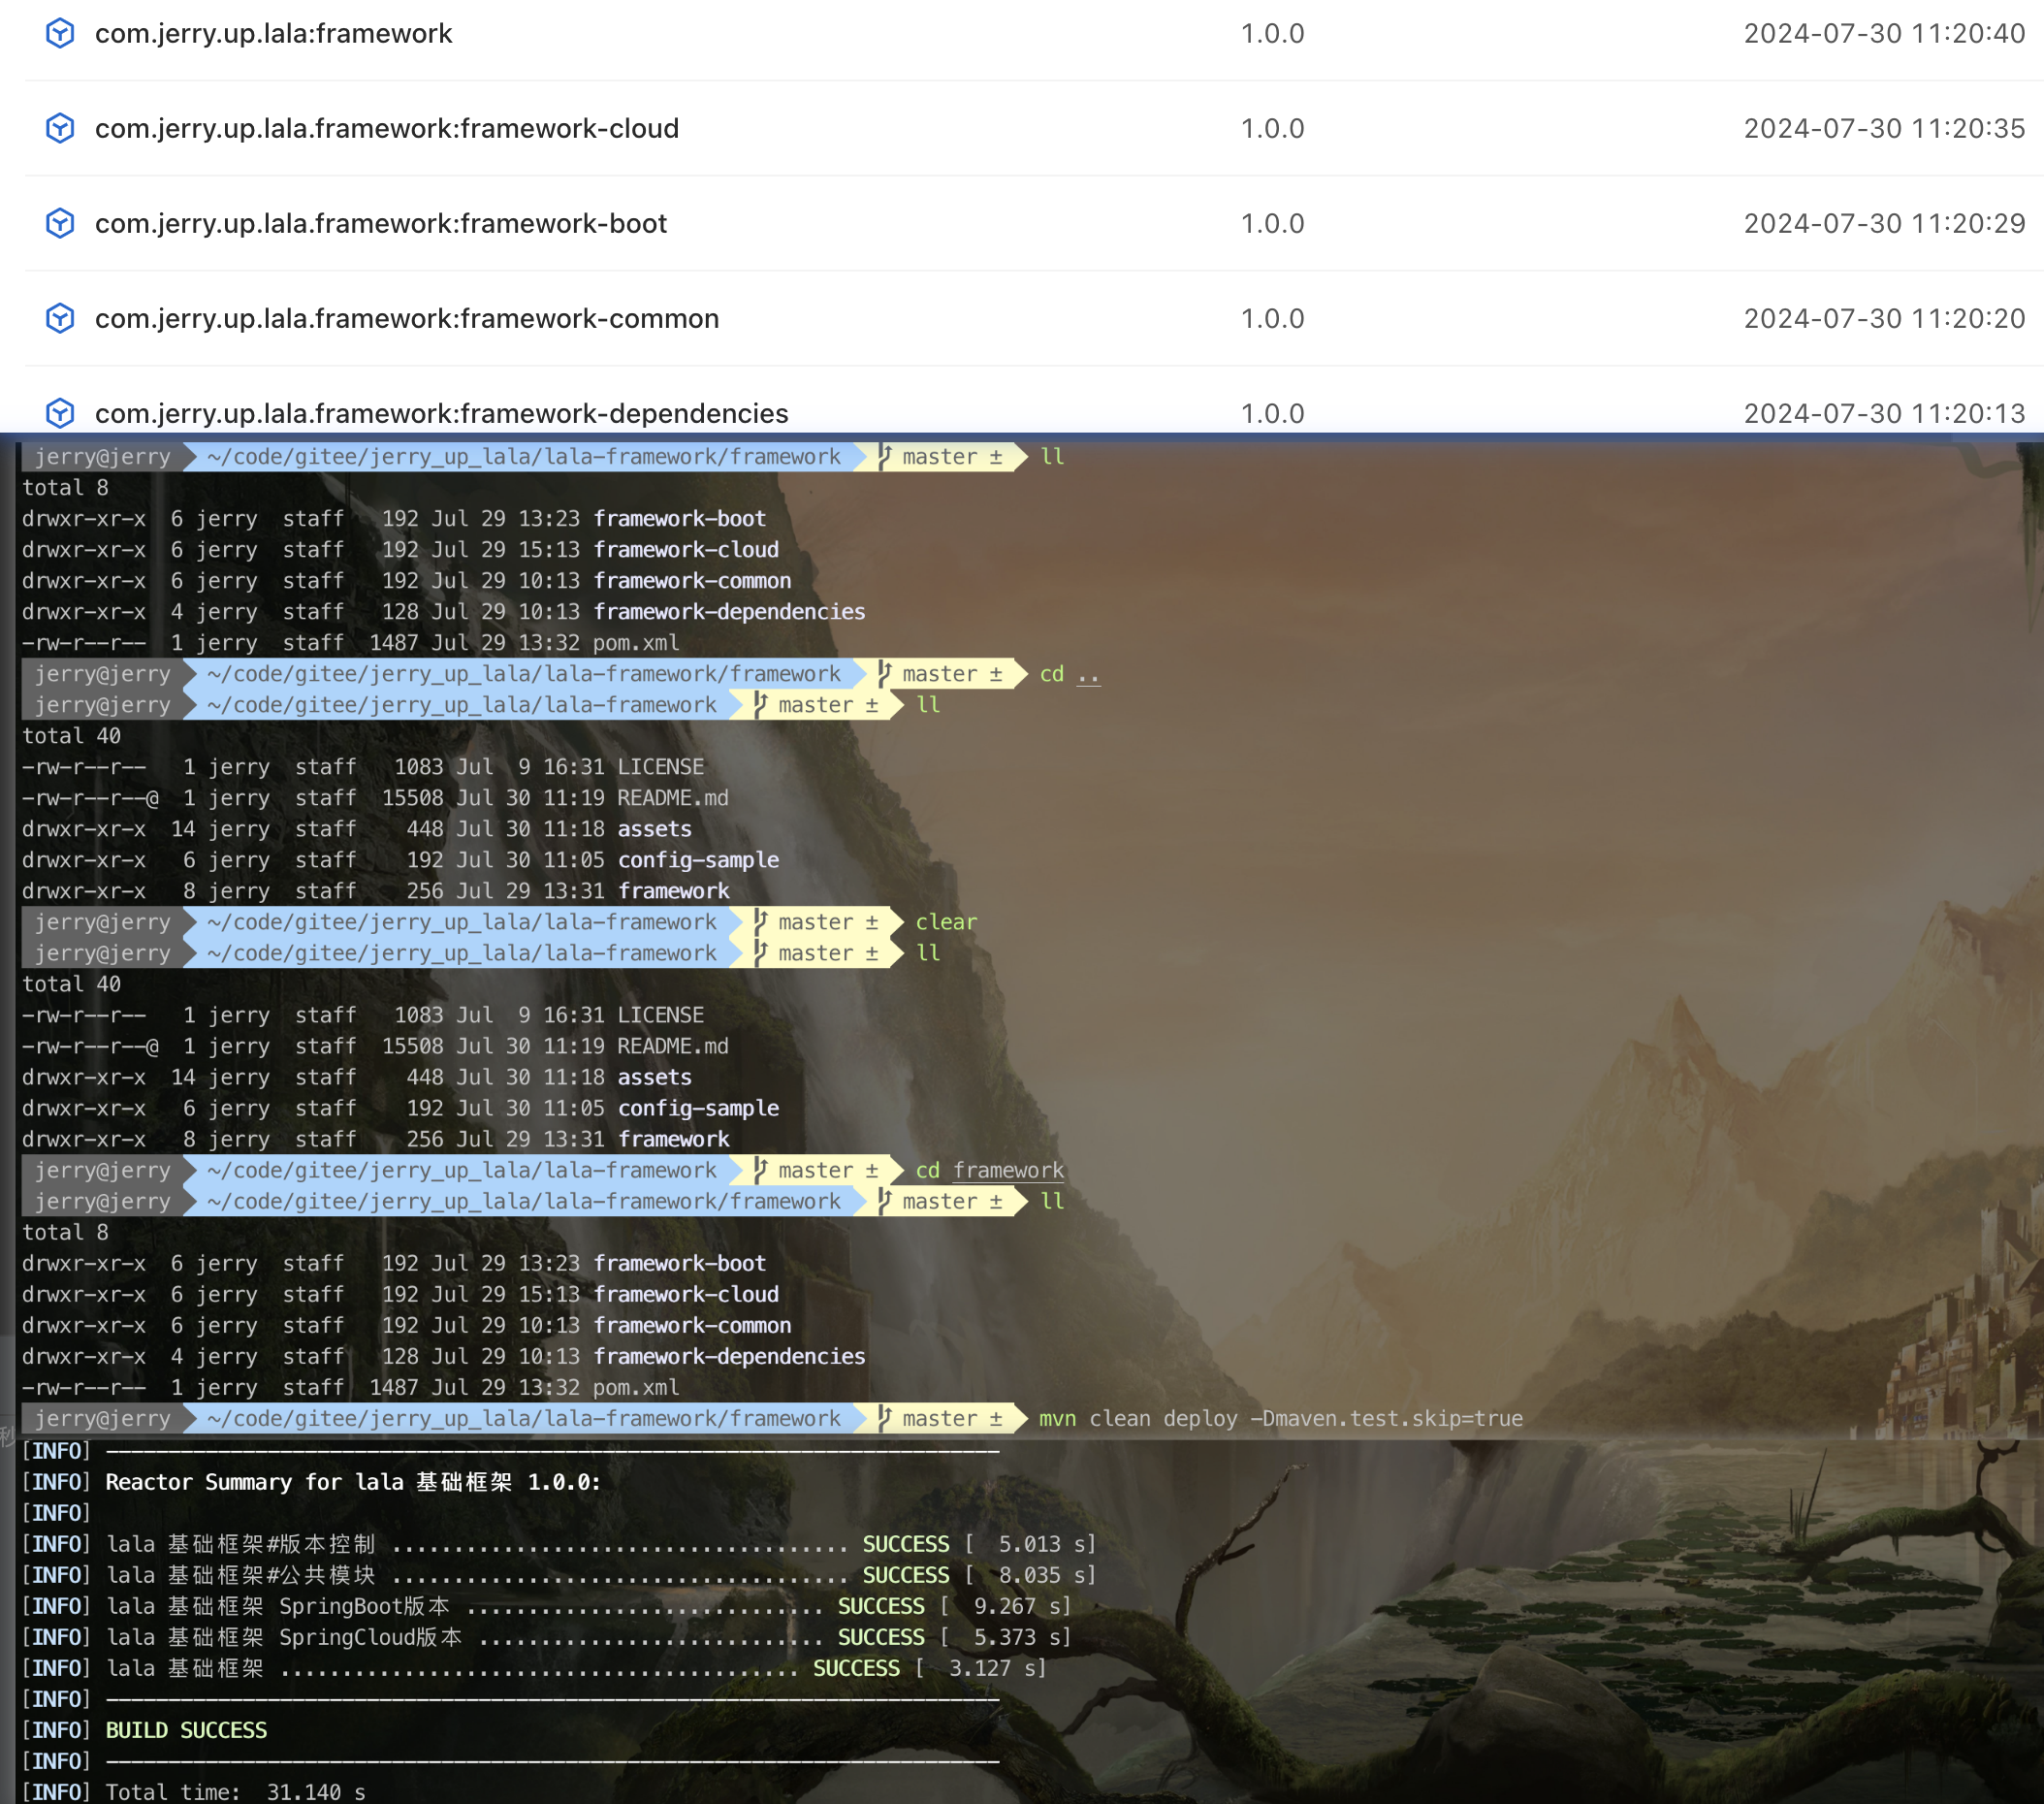 com.jerry.up.lala:framework 1.0.0 2024-07-30 11:20:40
com.jerry.up.lala.framework:framework-cloud 1.0.0 2024-07-30 11:20:35
com.jerry.up.lala.framework:framework-boot 1.0.0 2024-07-30 11:20:29
com.jerry.up.lala.framework:framework-common 1.0.0 2024-07-30 11:20:20
com.jerry.up.lala.framework:framework-dependencies 1.0.0 2024-07-30 11:20:13
jerry@jerry ~/code/gitee/jerry_up_lala/lala-framework/framework master ± ll
total 8
drwxr-xr-x 6 jerry staff 192 Jul 29 13:23 framework-boot
drwxr-xr-x 6 jerry staff 192 Jul 29 15:13 framework-cloud
drwxr-xr-x 6 jerry staff 192 Jul 29 10:13 framework-common
drwxr-xr-x 4 jerry staff 128 Jul 29 10:13 framework-dependencies
-rw-r--r-- 1 jerry staff 1487 Jul 29 13:32 pom.xml
jerry@jerry ~/code/gitee/jerry_up_lala/lala-framework/framework master ± cd ..
jerry@jerry ~/code/gitee/jerry_up_lala/lala-framework master ± ll
total 40
-rw-r--r-- 1 jerry staff 1083 Jul 9 16:31 LICENSE
-rw-r--r--@ 1 jerry staff 15508 Jul 30 11:19 README.md
drwxr-xr-x 14 jerry staff 448 Jul 30 11:18 assets
drwxr-xr-x 6 jerry staff 192 Jul 30 11:05 config-sample
drwxr-xr-x 8 jerry staff 256 Jul 29 13:31 framework
jerry@jerry ~/code/gitee/jerry_up_lala/lala-framework master ± clear
jerry@jerry ~/code/gitee/jerry_up_lala/lala-framework master ± ll
total 40
-rw-r--r-- 1 jerry staff 1083 Jul 9 16:31 LICENSE
-rw-r--r--@ 1 jerry staff 15508 Jul 30 11:19 README.md
drwxr-xr-x 14 jerry staff 448 Jul 30 11:18 assets
drwxr-xr-x 6 jerry staff 192 Jul 30 11:05 config-sample
drwxr-xr-x 8 jerry staff 256 Jul 29 13:31 framework
jerry@jerry ~/code/gitee/jerry_up_lala/lala-framework master ± cd framework
jerry@jerry ~/code/gitee/jerry_up_lala/lala-framework/framework master ± ll
total 8
drwxr-xr-x 6 jerry staff 192 Jul 29 13:23 framework-boot
drwxr-xr-x 6 jerry staff 192 Jul 29 15:13 framework-cloud
drwxr-xr-x 6 jerry staff 192 Jul 29 10:13 framework-common
drwxr-xr-x 4 jerry staff 128 Jul 29 10:13 framework-dependencies
-rw-r--r-- 1 jerry staff 1487 Jul 29 13:32 pom.xml
jerry@jerry ~/code/gitee/jerry_up_lala/lala-framework/framework master ± mvn clean deploy -Dmaven.test.skip=true
秒
[INFO] ------------------------------------------------------------------------
[INFO] Reactor Summary for lala 基础框架 1.0.0:
[INFO]
[INFO] lala 基础框架#版本控制 ..................................... SUCCESS [ 5.013 s]
[INFO] lala 基础框架#公共模块 ..................................... SUCCESS [ 8.035 s]
[INFO] lala 基础框架 SpringBoot版本 ............................. SUCCESS [ 9.267 s]
[INFO] lala 基础框架 SpringCloud版本 ............................ SUCCESS [ 5.373 s]
[INFO] lala 基础框架 .......................................... SUCCESS [ 3.127 s]
[INFO] ------------------------------------------------------------------------
[INFO] BUILD SUCCESS
[INFO] ------------------------------------------------------------------------
[INFO] Total time: 31.140 s